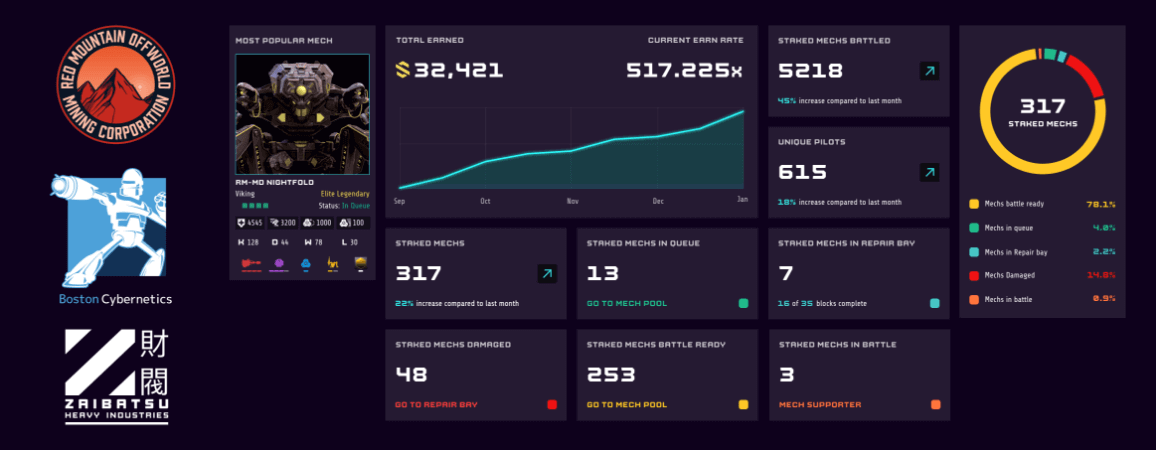 RED MOUNTAIN OFFWORLD
MINING CORPORATION
Boston Cybernetics
財
閥
ZAIBATSU
HEAVY INDUSTRIES
MOST POPULAR MECH
RM-MD NIGHTFOLD
Viking
Elite Legendary
Status: In Queue
4545
3200
1000
100
K 128
D 44
W 78
L 30
TOTAL EARNED
CURRENT EARN RATE
$32,421
517.225x
Sep
Oct
Nov
Dec
Jan
STAKED MECHS BATTLED
5218
45% increase compared to last month
UNIQUE PILOTS
615
18% increase compared to last month
STAKED MECHS
317
22% increase compared to last month
STAKED MECHS IN QUEUE
13
GO TO MECH POOL
STAKED MECHS IN REPAIR BAY
7
16 of 35 blocks complete
STAKED MECHS DAMAGED
48
GO TO REPAIR BAY
STAKED MECHS BATTLE READY
253
GO TO MECH POOL
STAKED MECHS IN BATTLE
3
MECH SUPPORTER
317
STAKED MECHS
Mechs battle ready 78.1%
Mechs in queue 4.0%
Mechs in Repair bay 2.2%
Mechs Damaged 14.8%
Mechs in battle 0.9%